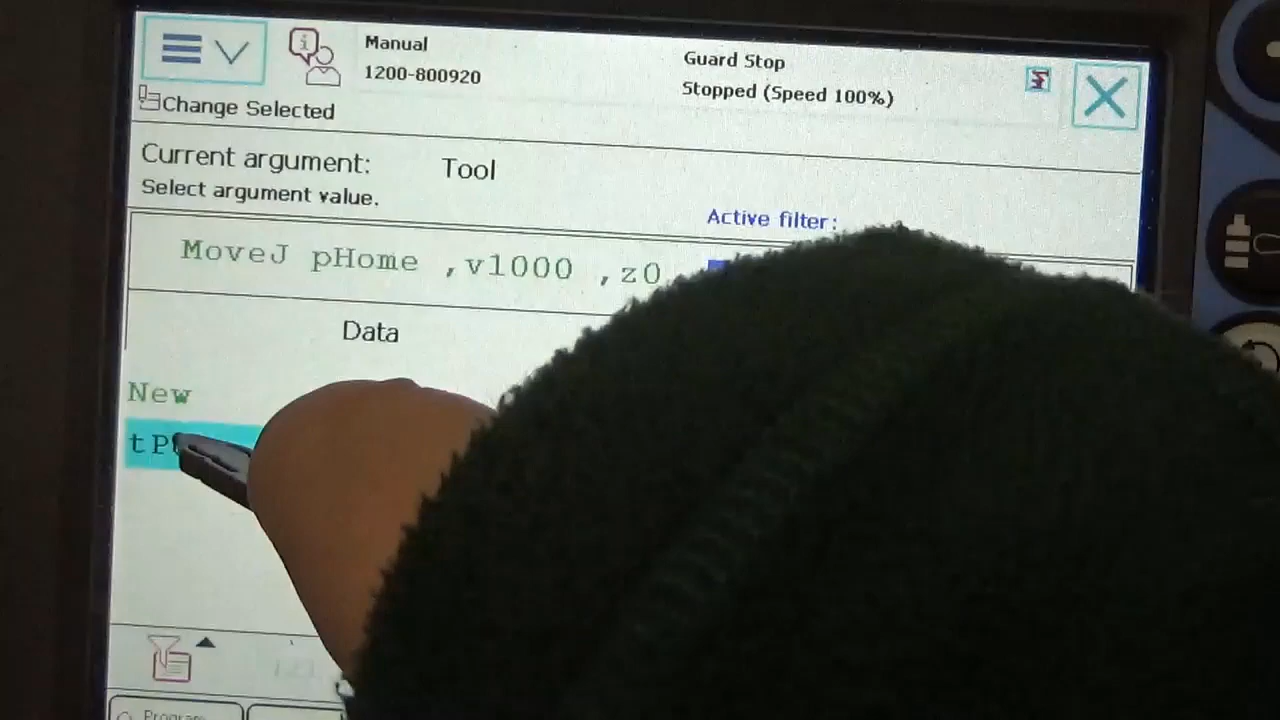 Manual
1200-800920
Guard Stop
Stopped (Speed 100%)
Change Selected
Current argument: Tool
Select argument value.
Active filter:
MoveJ pHome ,v1000 ,z0
Data
New
Program